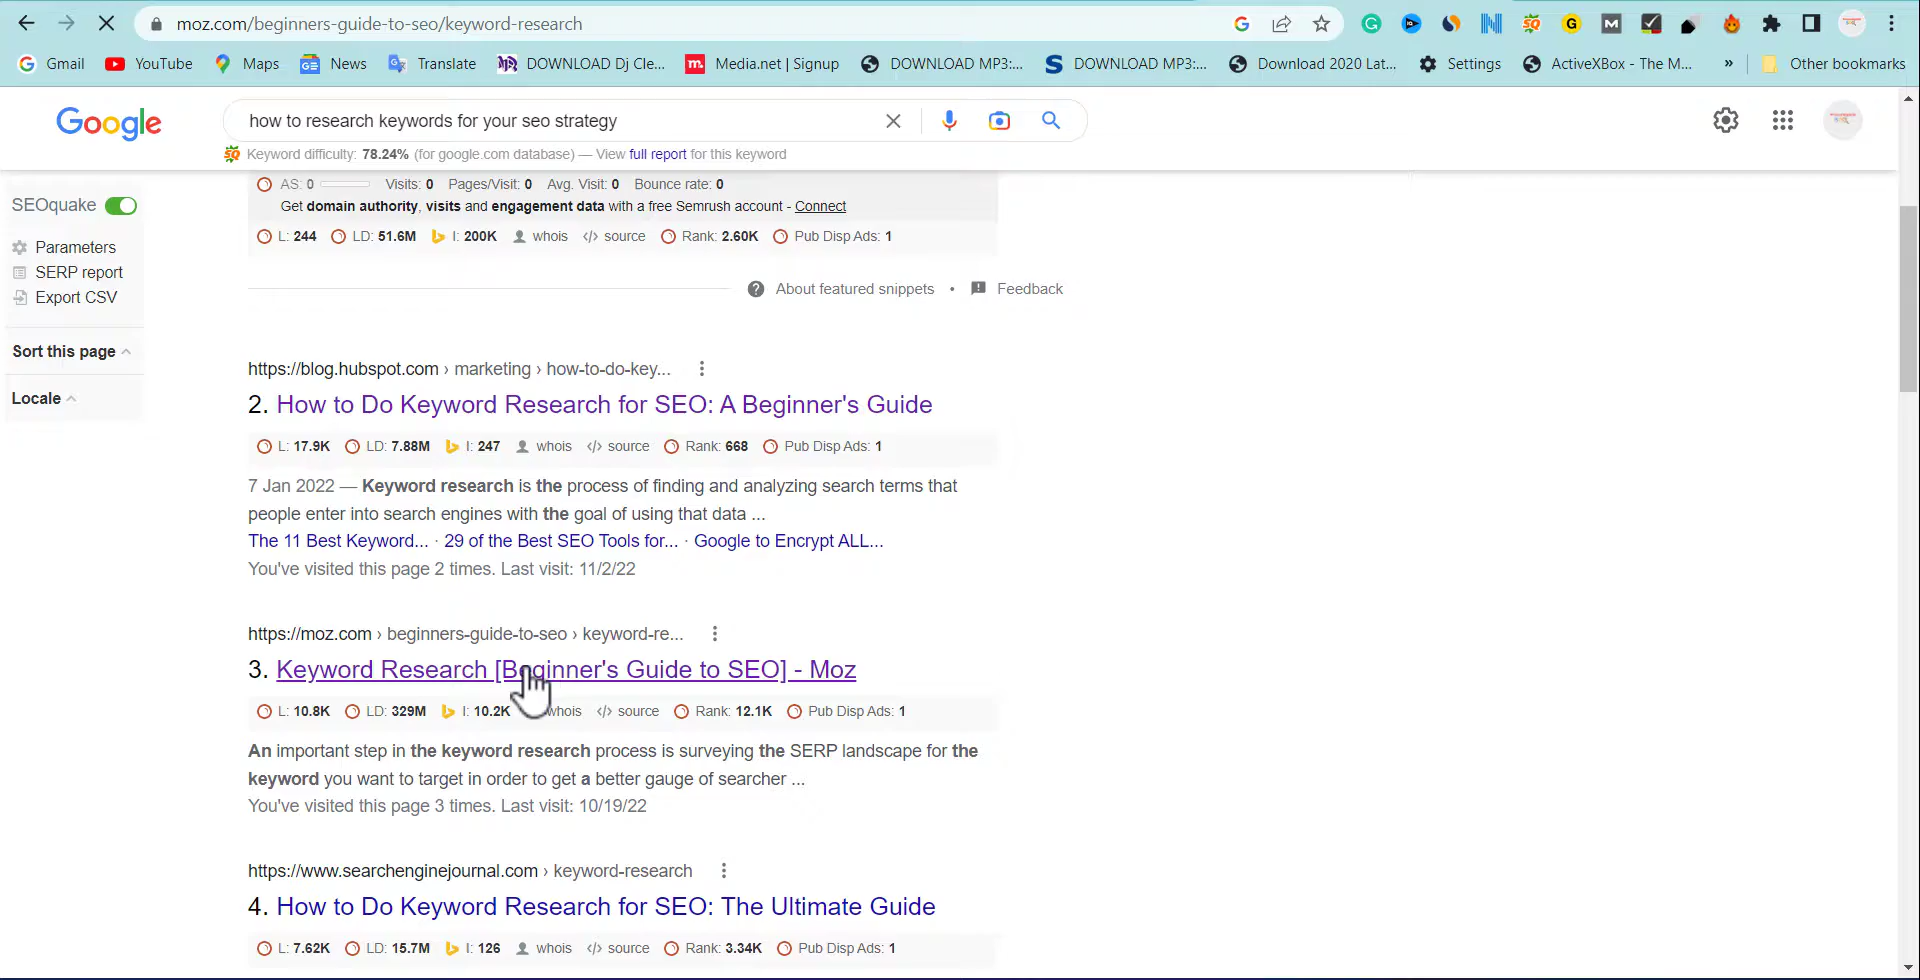 moz.com/beginners-guide-to-seo/keyword-research
Gmail YouTube Maps News Translate DOWNLOAD Dj Cle... Media.net | Signup DOWNLOAD MP3:... DOWNLOAD MP3:... Download 2020 Lat... Settings ActiveXBox - The M... » Other bookmarks
Google how to research keywords for your seo strategy
Keyword difficulty: 78.24% (for google.com database) — View full report for this keyword
AS: 0 Visits: 0 Pages/Visit: 0 Avg. Visit: 0 Bounce rate: 0
SEOquake
Get domain authority, visits and engagement data with a free Semrush account - Connect
L: 244 LD: 51.6M I: 200K whois source Rank: 2.60K Pub Disp Ads: 1
Parameters
SERP report
Export CSV
About featured snippets • Feedback
Sort this page
Locale
https://blog.hubspot.com › marketing › how-to-do-key...
2. How to Do Keyword Research for SEO: A Beginner's Guide
L: 17.9K LD: 7.88M I: 247 whois source Rank: 668 Pub Disp Ads: 1
7 Jan 2022 — Keyword research is the process of finding and analyzing search terms that
people enter into search engines with the goal of using that data ...
The 11 Best Keyword... · 29 of the Best SEO Tools for... · Google to Encrypt ALL...
You've visited this page 2 times. Last visit: 11/2/22
https://moz.com › beginners-guide-to-seo › keyword-re...
3. Keyword Research [Beginner's Guide to SEO] - Moz
L: 10.8K LD: 329M I: 10.2K whois source Rank: 12.1K Pub Disp Ads: 1
An important step in the keyword research process is surveying the SERP landscape for the
keyword you want to target in order to get a better gauge of searcher ...
You've visited this page 3 times. Last visit: 10/19/22
https://www.searchenginejournal.com › keyword-research
4. How to Do Keyword Research for SEO: The Ultimate Guide
L: 7.62K LD: 15.7M I: 126 whois source Rank: 3.34K Pub Disp Ads: 1